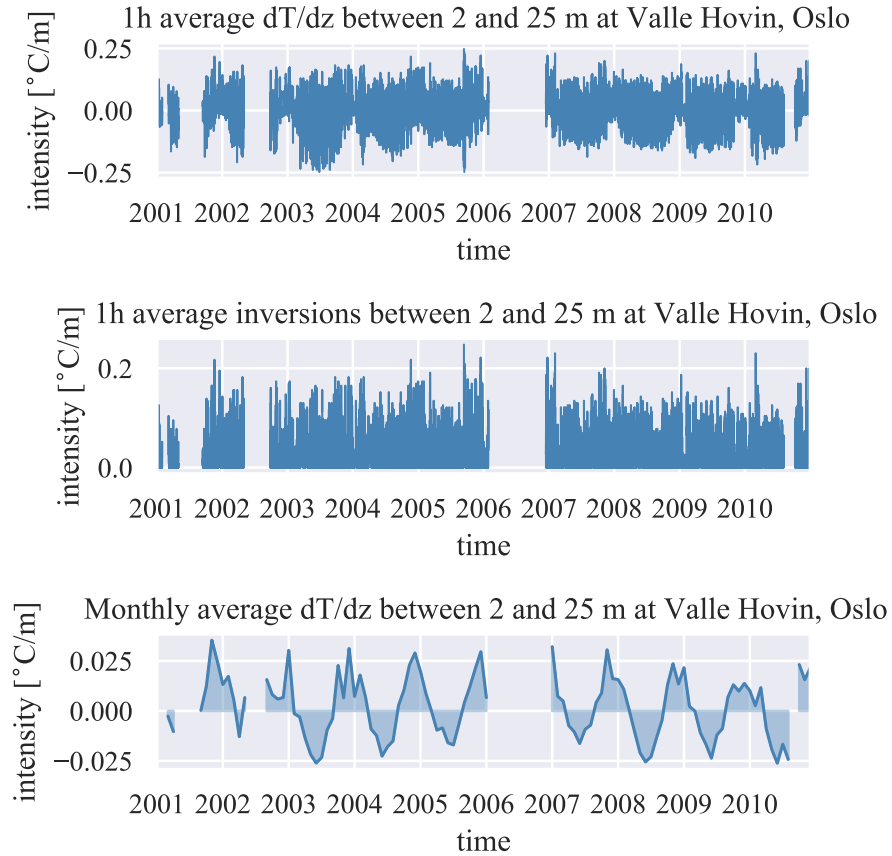 1h average dT/dz between 2 and 25 m at Valle Hovin, Oslo
intensity [˚C/m]
0.25
0.00
−0.25
2001 2002 2003 2004 2005 2006 2007 2008 2009 2010
time
1h average inversions between 2 and 25 m at Valle Hovin, Oslo
intensity [˚C/m]
0.2
0.0
2001 2002 2003 2004 2005 2006 2007 2008 2009 2010
time
Monthly average dT/dz between 2 and 25 m at Valle Hovin, Oslo
intensity [˚C/m]
0.025
0.000
−0.025
2001 2002 2003 2004 2005 2006 2007 2008 2009 2010
time